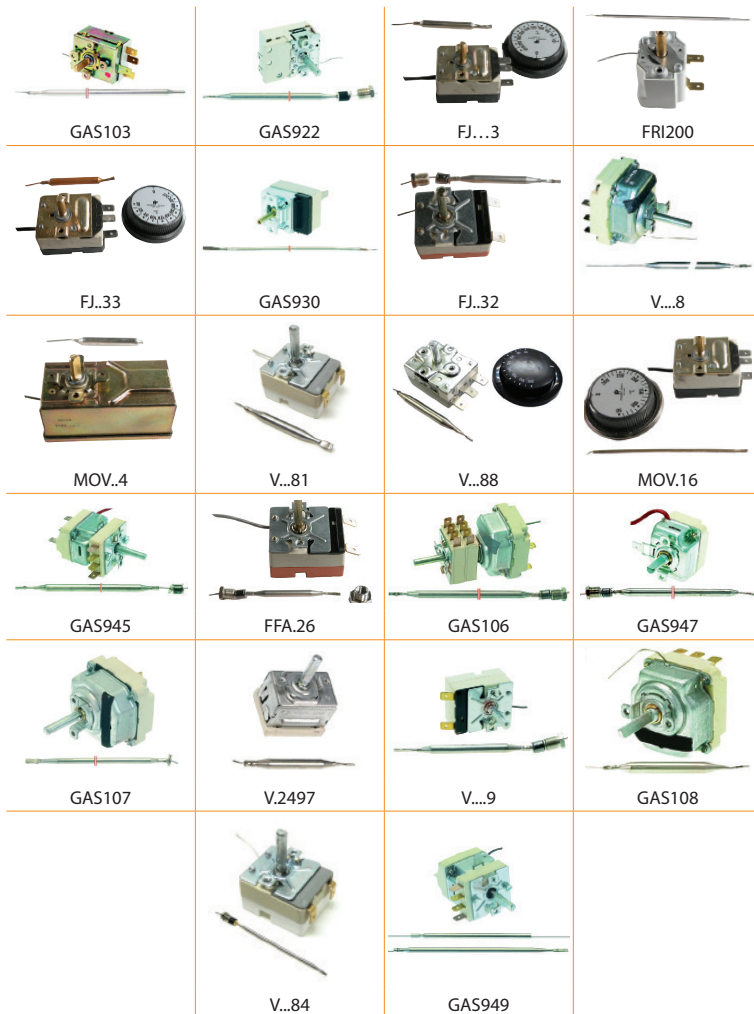 GAS103
GAS922
FJ…3
FRI200
FJ..33
GAS930
FJ..32
V....8
MOV..4
V...81
V...88
MOV.16
GAS945
FFA.26
GAS106
GAS947
GAS107
V.2497
V....9
GAS108
V...84
GAS949